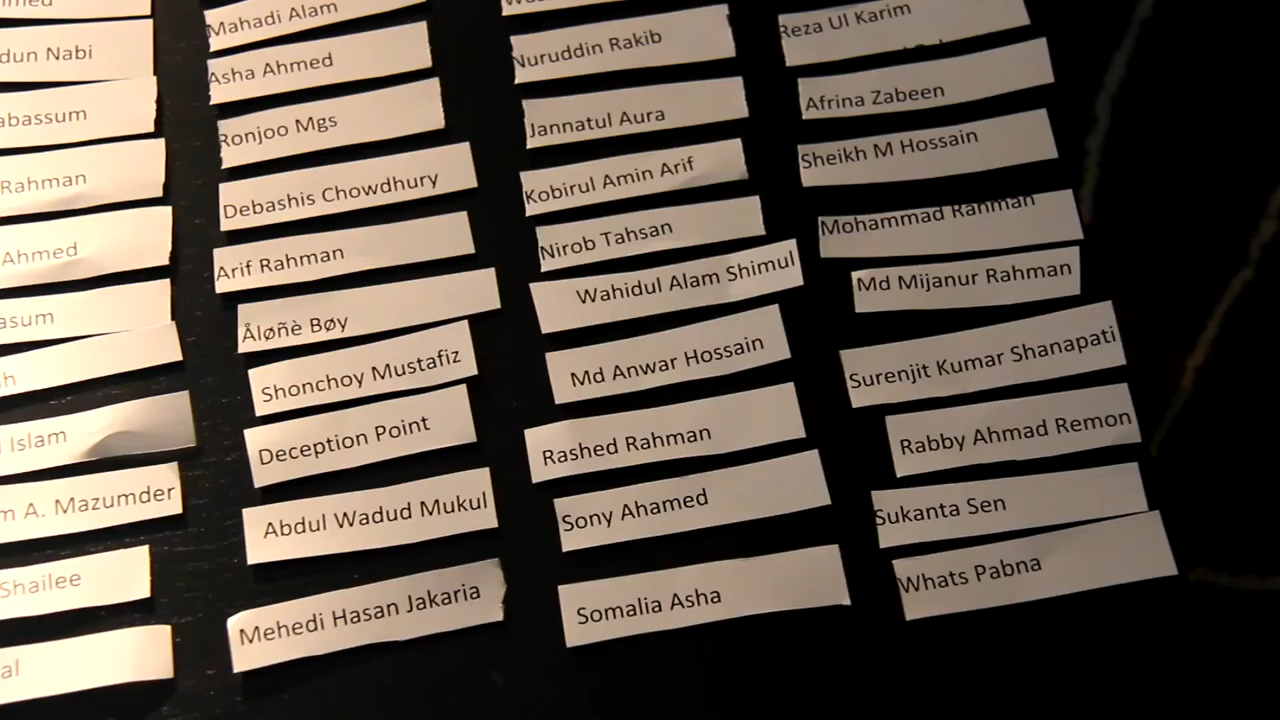 dun Nabi
abassum
Rahman
Ahmed
asum
h
Islam
m A. Mazumder
Shailee
al
Mahadi Alam
Asha Ahmed
Ronjoo Mgs
Debashis Chowdhury
Arif Rahman
Åløñè Bøy
Shonchoy Mustafiz
Deception Point
Abdul Wadud Mukul
Mehedi Hasan Jakaria
Nuruddin Rakib
Jannatul Aura
Kobirul Amin Arif
Nirob Tahsan
Wahidul Alam Shimul
Md Anwar Hossain
Rashed Rahman
Sony Ahamed
Somalia Asha
Reza Ul Karim
Afrina Zabeen
Sheikh M Hossain
Mohammad Rahman
Md Mijanur Rahman
Surenjit Kumar Shanapati
Rabby Ahmad Remon
Sukanta Sen
Whats Pabna